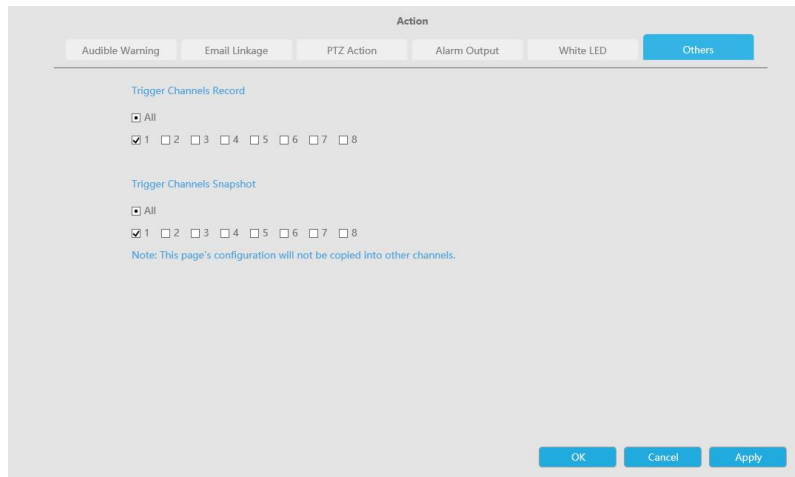 Action
Audible Warning Email Linkage PTZ Action Alarm Output White LED Others
Trigger Channels Record
All
1 2 3 4 5 6 7 8
Trigger Channels Snapshot
All
1 2 3 4 5 6 7 8
Note: This page's configuration will not be copied into other channels.
OK Cancel Apply